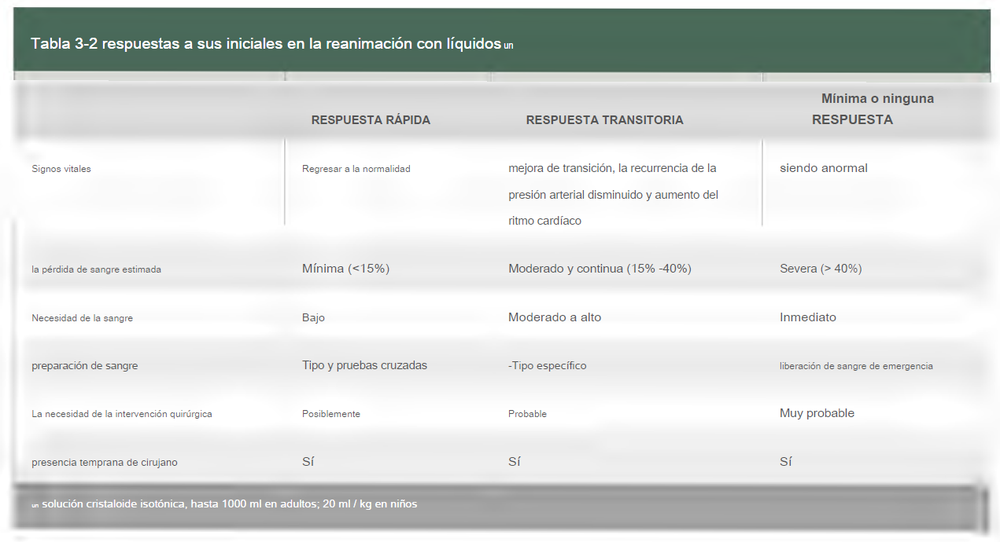 Tabla 3-2 respuestas a sus iniciales en la reanimación con líquidos un
RESPUESTA RÁPIDA
RESPUESTA TRANSITORIA
Mínima o ninguna
RESPUESTA
Signos vitales
Regresar a la normalidad
mejora de transición, la recurrencia de la
presión arterial disminuido y aumento del
ritmo cardíaco
siendo anormal
la pérdida de sangre estimada
Mínima (<15%)
Moderado y continua (15% -40%)
Severa (> 40%)
Necesidad de la sangre
Bajo
Moderado a alto
Inmediato
preparación de sangre
Tipo y pruebas cruzadas
-Tipo específico
liberación de sangre de emergencia
La necesidad de la intervención quirúrgica
Posiblemente
Probable
Muy probable
presencia temprana de cirujano
Sí
Sí
Sí
un solución cristaloide isotónica, hasta 1000 ml en adultos; 20 ml / kg en niños